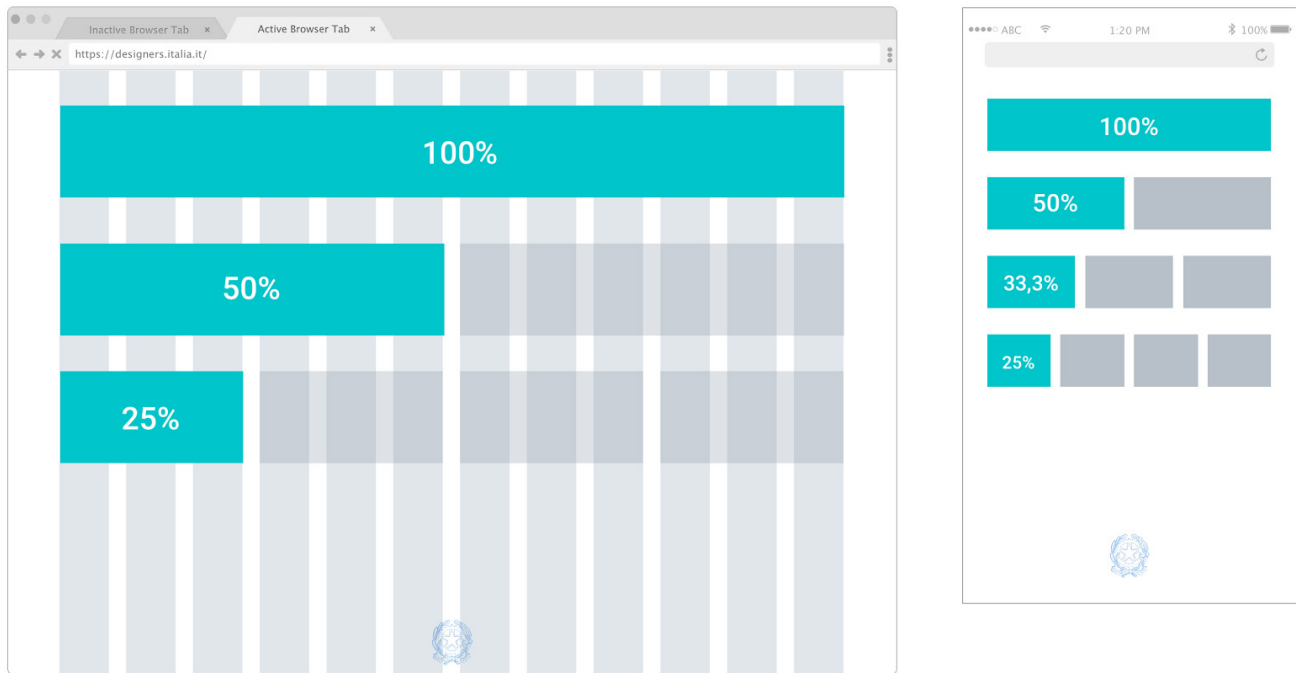 Inactive Browser Tab ×
Active Browser Tab ×
https://designers.italia.it/
100%
50%
25%
ABC 1:20 PM 100%
100%
50%
33,3%
25%